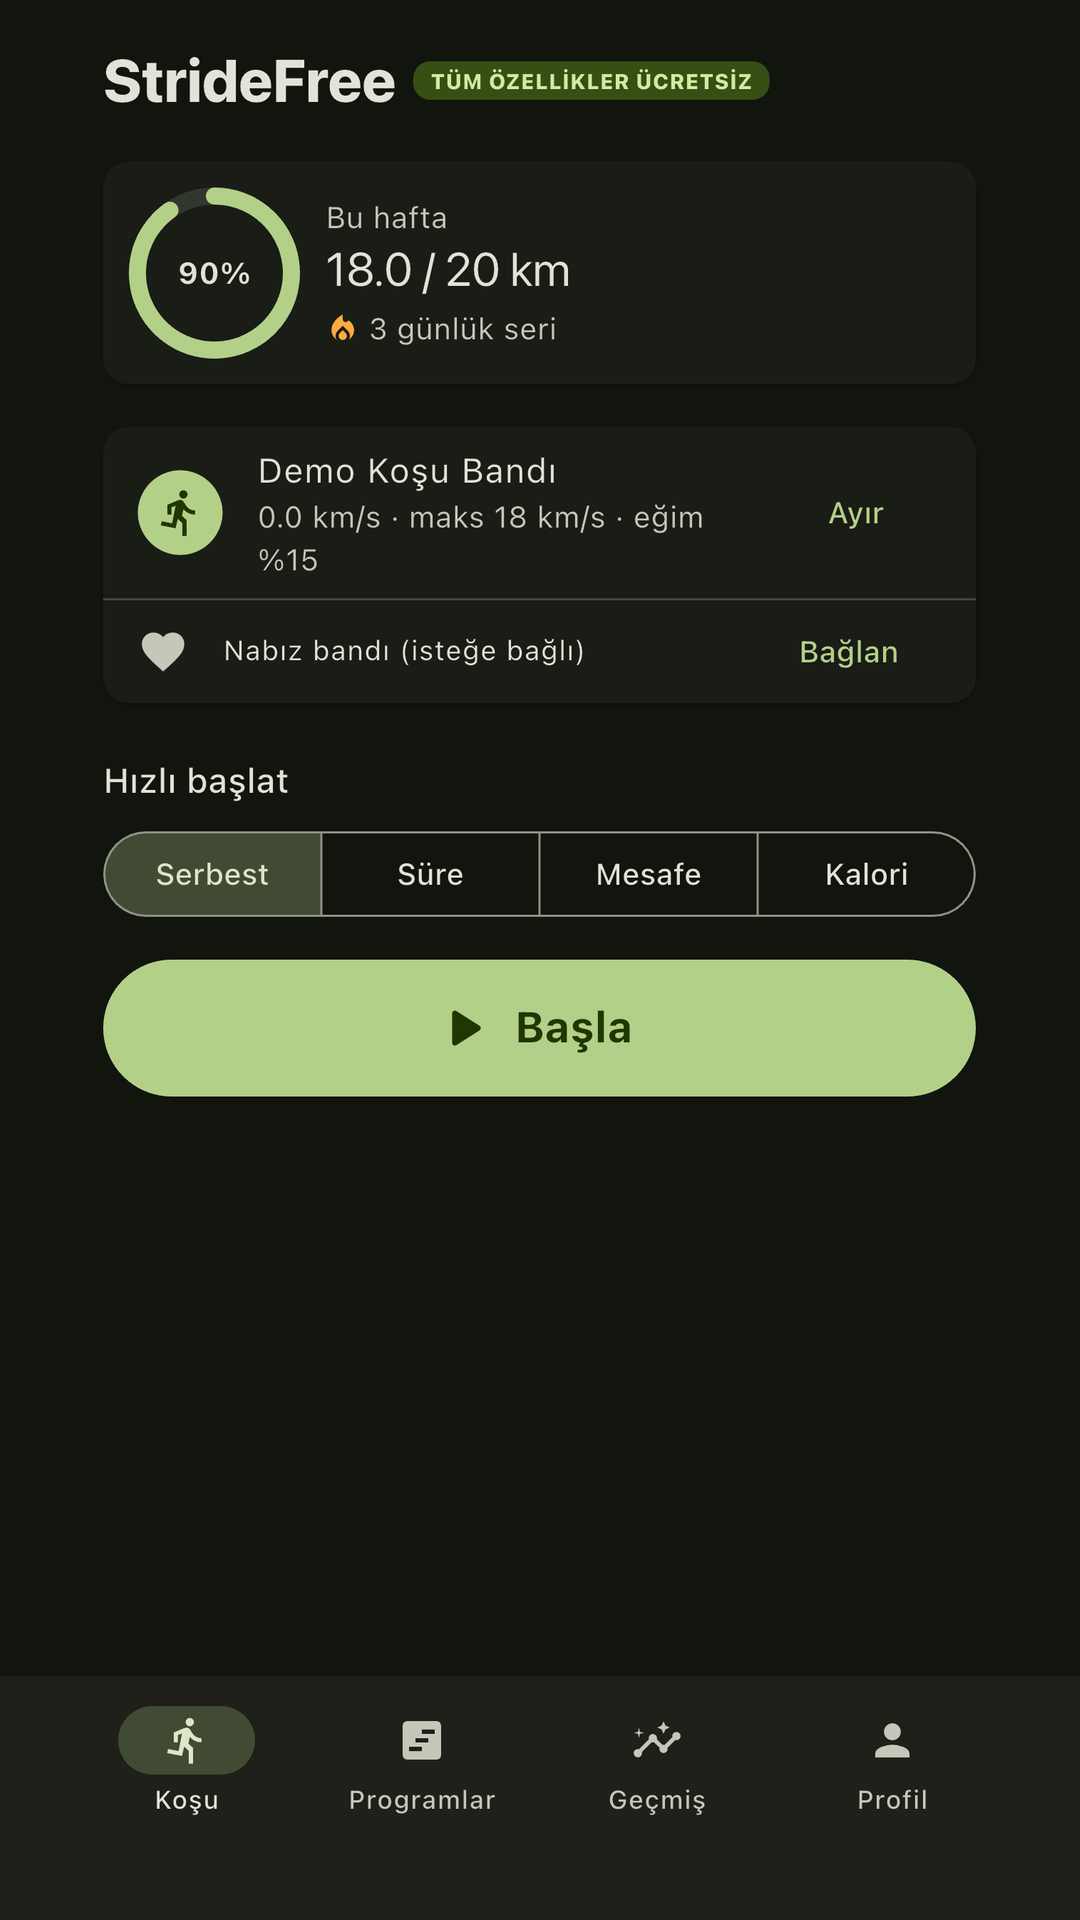 StrideFree TÜM ÖZELLİKLER ÜCRETSİZ
90%
Bu hafta
18.0 / 20 km
3 günlük seri
Demo Koşu Bandı
0.0 km/s · maks 18 km/s · eğim
%15
Ayır
Nabız bandı (isteğe bağlı)
Bağlan
Hızlı başlat
Serbest Süre Mesafe Kalori
Başla
Koşu Programlar Geçmiş Profil